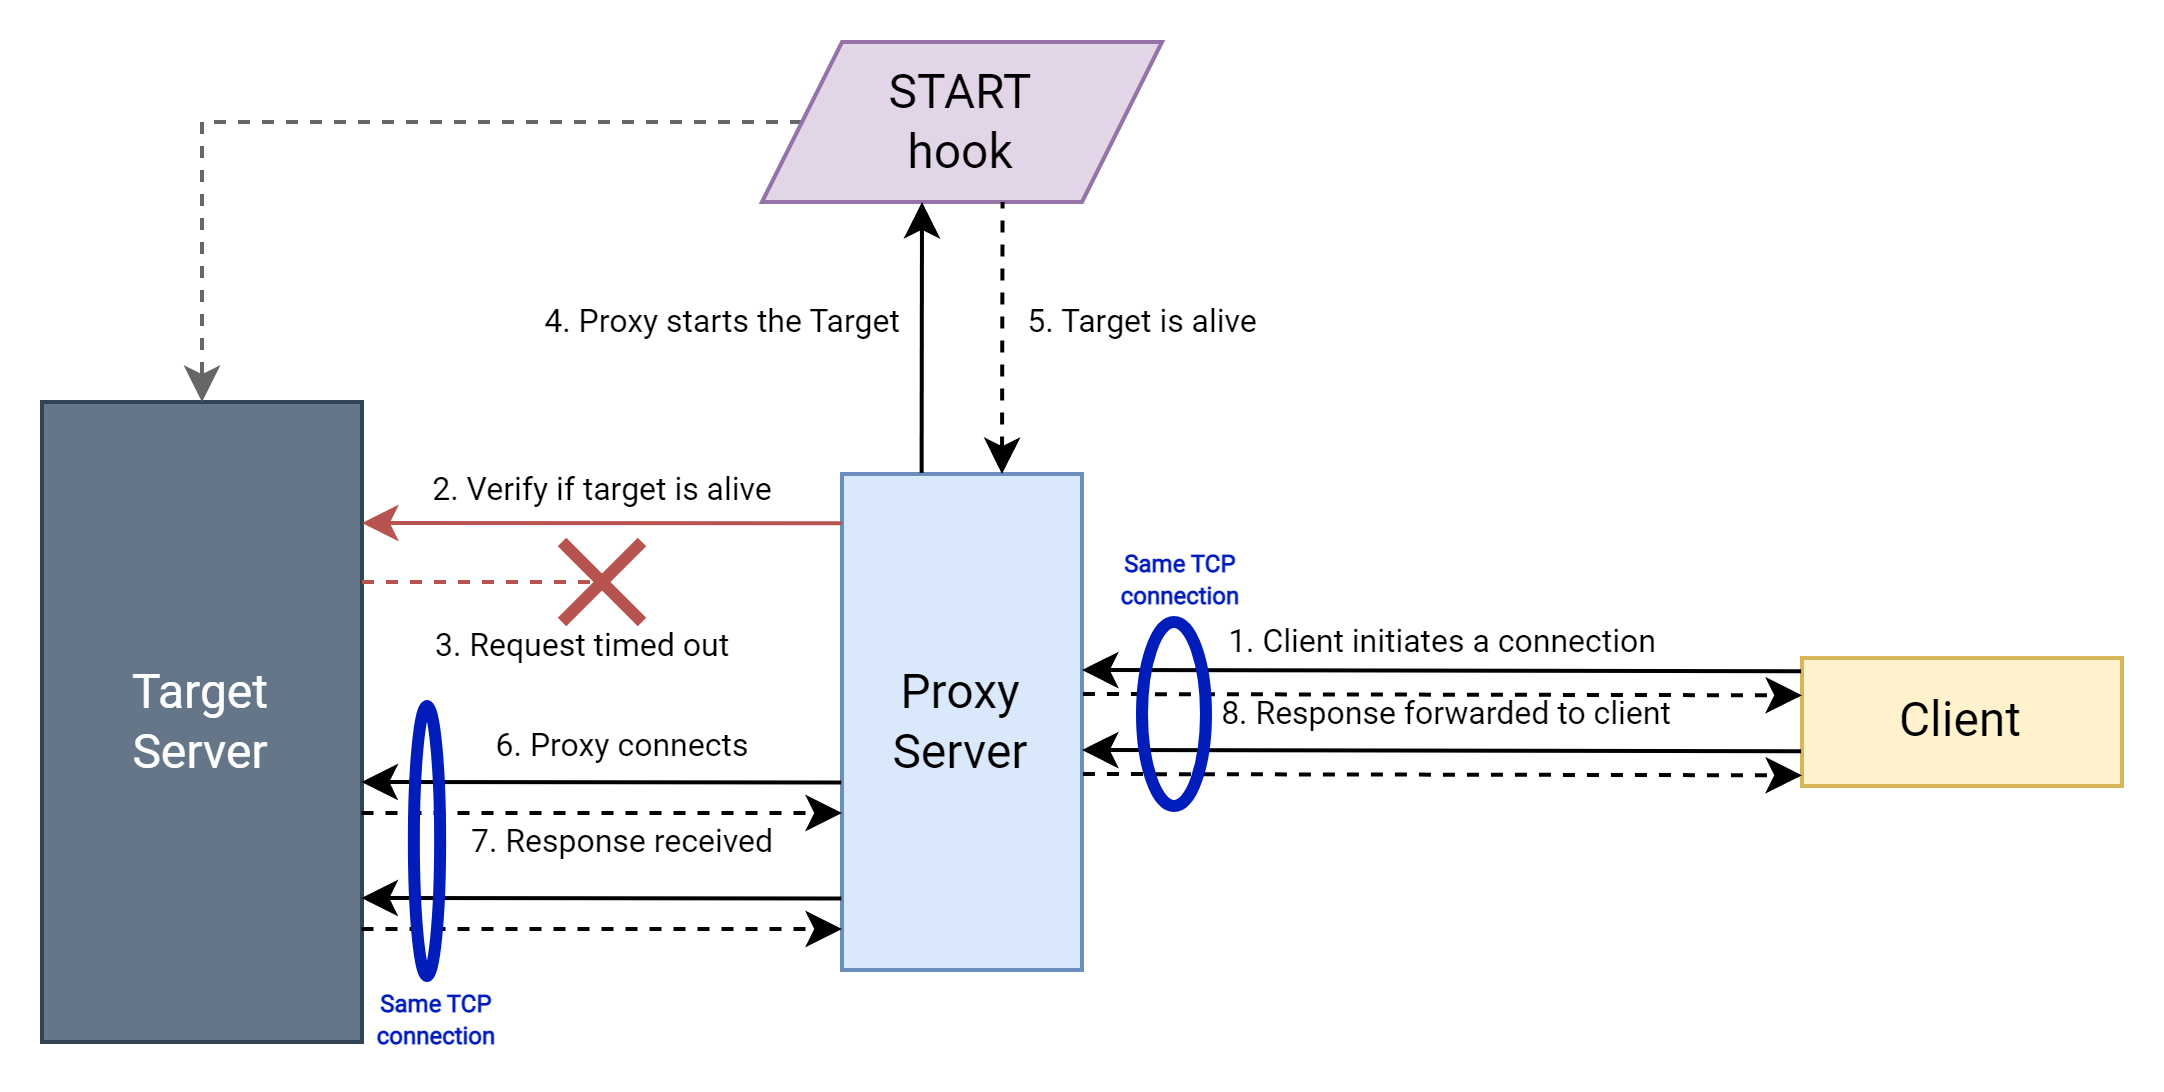 START
hook
4. Proxy starts the Target
5. Target is alive
2. Verify if target is alive
3. Request timed out
Same TCP
connection
1. Client initiates a connection
8. Response forwarded to client
Target
Server
Proxy
Server
Client
6. Proxy connects
7. Response received
Same TCP
connection